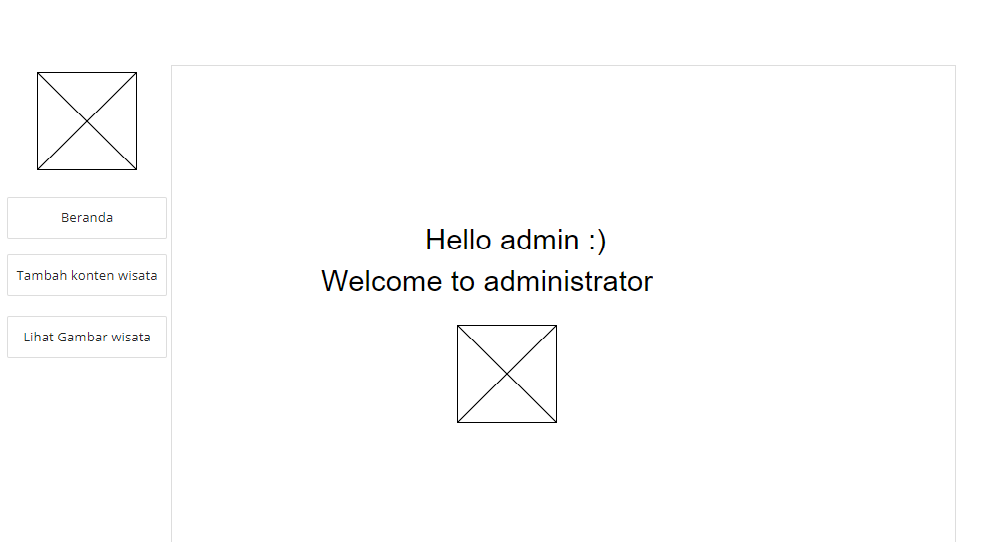 Beranda
Tambah konten wisata
Lihat Gambar wisata
Hello admin :)
Welcome to administrator